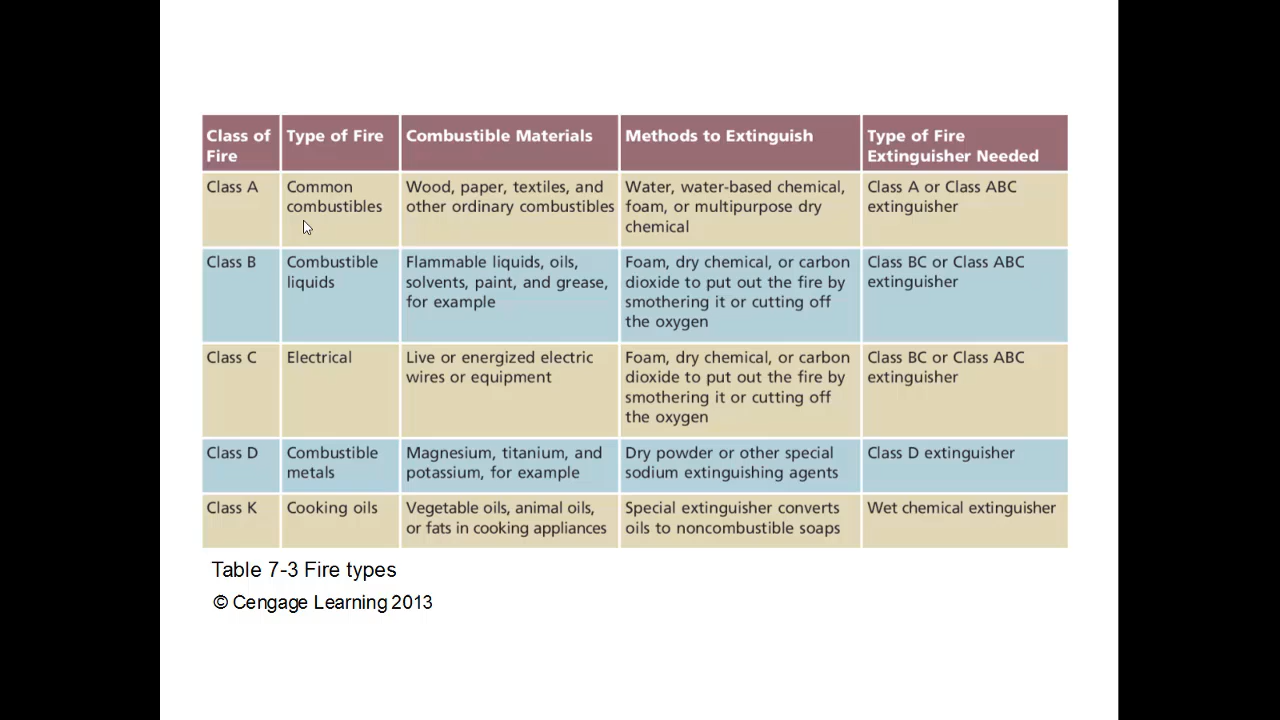 Class of Fire
Type of Fire
Combustible Materials
Methods to Extinguish
Type of Fire
Extinguisher Needed
Class A
Common
combustibles
Wood, paper, textiles, and
other ordinary combustibles
Water, water-based chemical,
foam, or multipurpose dry
chemical
Class A or Class ABC
extinguisher
Class B
Combustible
liquids
Flammable liquids, oils,
solvents, paint, and grease,
for example
Foam, dry chemical, or carbon
dioxide to put out the fire by
smothering it or cutting off
the oxygen
Class BC or Class ABC
extinguisher
Class C
Electrical
Live or energized electric
wires or equipment
Foam, dry chemical, or carbon
dioxide to put out the fire by
smothering it or cutting off
the oxygen
Class BC or Class ABC
extinguisher
Class D
Combustible
metals
Magnesium, titanium, and
potassium, for example
Dry powder or other special
sodium extinguishing agents
Class D extinguisher
Class K
Cooking oils
Vegetable oils, animal oils,
or fats in cooking appliances
Special extinguisher converts
oils to noncombustible soaps
Wet chemical extinguisher
Table 7-3 Fire types
© Cengage Learning 2013